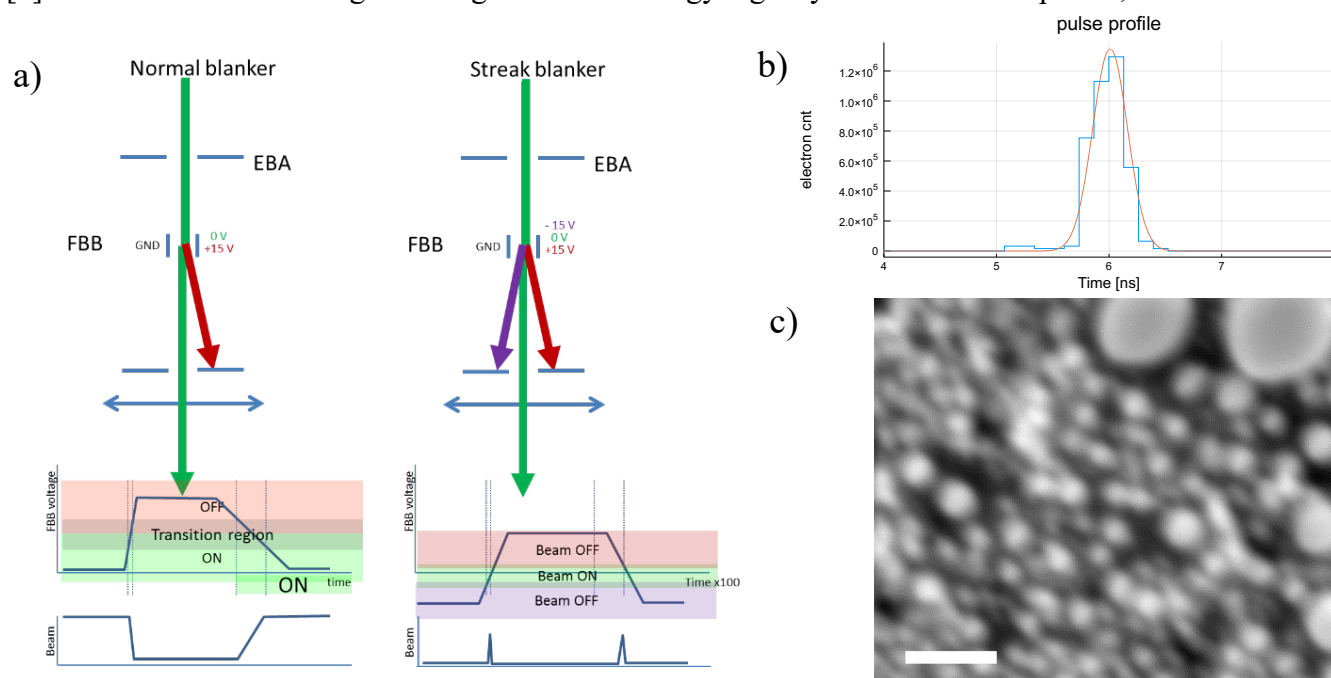 a)
Normal blanker
EBA
FBB
GND
0 V
+15 V
FBB voltage
OFF
Transition region
ON
ON
time
Beam
Streak blanker
EBA
FBB
GND
- 15 V
0 V
+15 V
FBB voltage
Beam OFF
Beam ON
Beam OFF
Time x100
Beam
b)
pulse profile
electron cnt
1.2×10⁶
1.0×10⁶
8.0×10⁵
6.0×10⁵
4.0×10⁵
2.0×10⁵
0
4 5 6 7
Time [ns]
c)